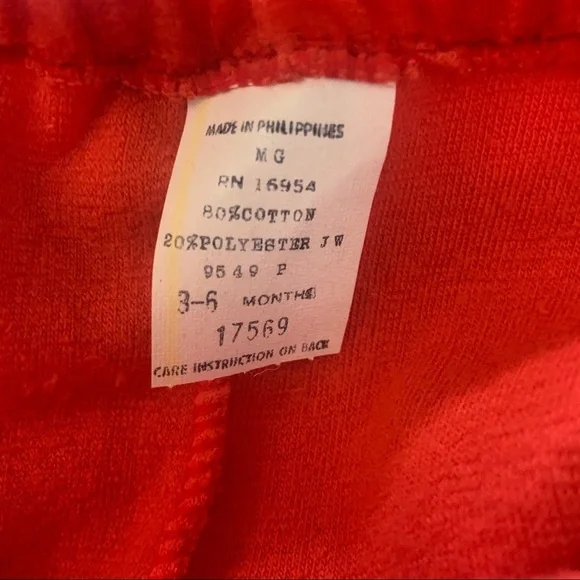 MADE IN PHILIPPINES
M G
RN 16954
80%COTTON
20%POLYESTER J W
9549 P
3-6 MONTHS
17569
CARE INSTRUCTION ON BACK